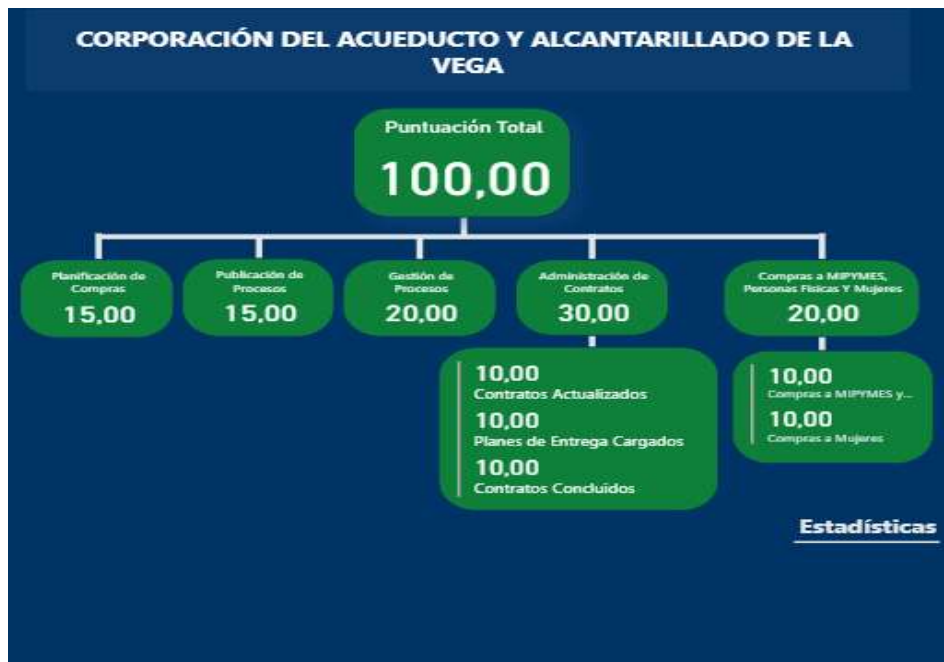 CORPORACIÓN DEL ACUEDUCTO Y ALCANTARILLADO DE LA
VEGA
Puntuación Total
100,00
Planificación de
Compras
15,00
Publicación de
Procesos
15,00
Gestión de
Procesos
20,00
Administración de
Contratos
30,00
Compras a MIPYMES,
Personas Físicas Y Mujeres
20,00
10,00
Contratos Actualizados
10,00
Planes de Entrega Cargados
10,00
Contratos Concluidos
10,00
Compras a MIPYMES y...
10,00
Compras a Mujeres
Estadísticas